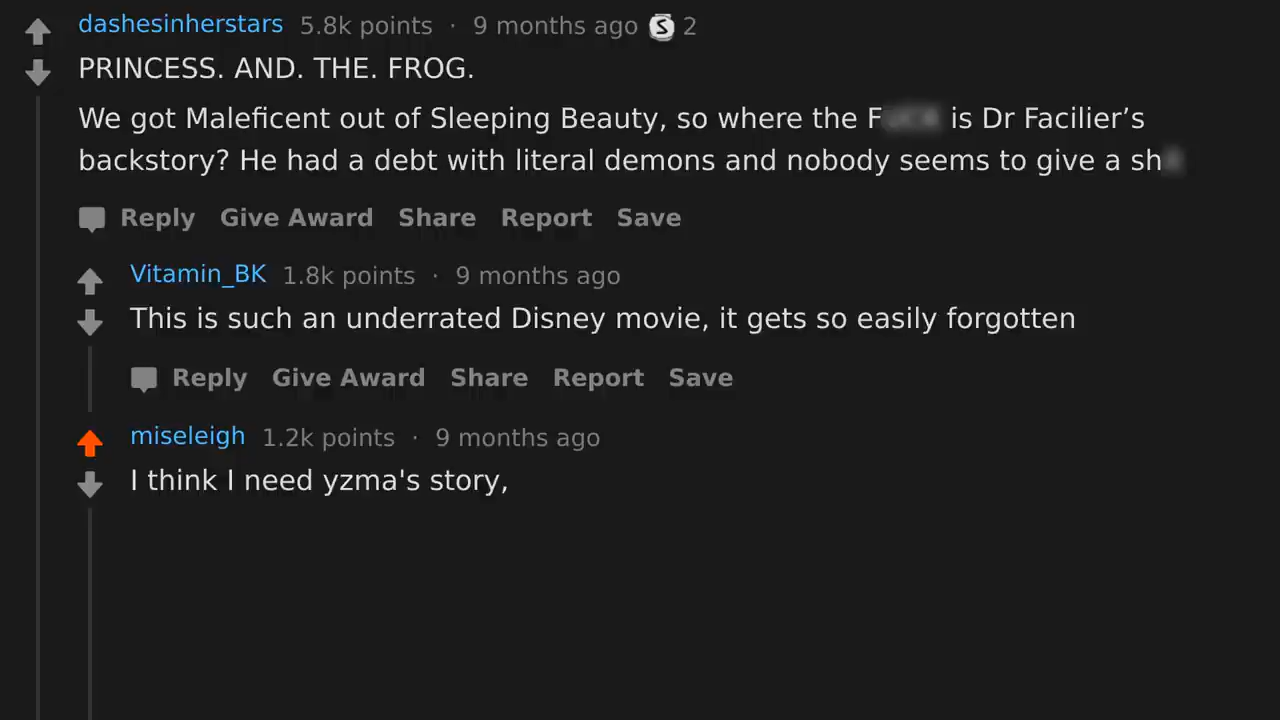 dashesinherstars 5.8k points · 9 months ago S 2
PRINCESS. AND. THE. FROG.
We got Maleficent out of Sleeping Beauty, so where the is Dr Facilier’s
backstory? He had a debt with literal demons and nobody seems to give a
Reply Give Award Share Report Save
Vitamin_BK 1.8k points · 9 months ago
This is such an underrated Disney movie, it gets so easily forgotten
Reply Give Award Share Report Save
miseleigh 1.2k points · 9 months ago
I think I need yzma's story,